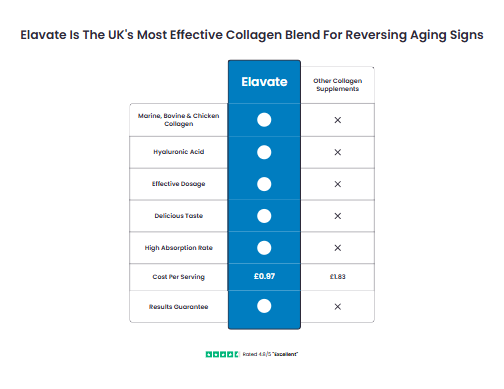 Elavate Is The UK's Most Effective Collagen Blend For Reversing Aging Signs
Elavate
Other Collagen
Supplements
Marine, Bovine & Chicken
Collagen
Hyaluronic Acid
Effective Dosage
Delicious Taste
High Absorption Rate
Cost Per Serving
£0.97
£1.83
Results Guarantee
Rated 4.8/5 "Excellent"